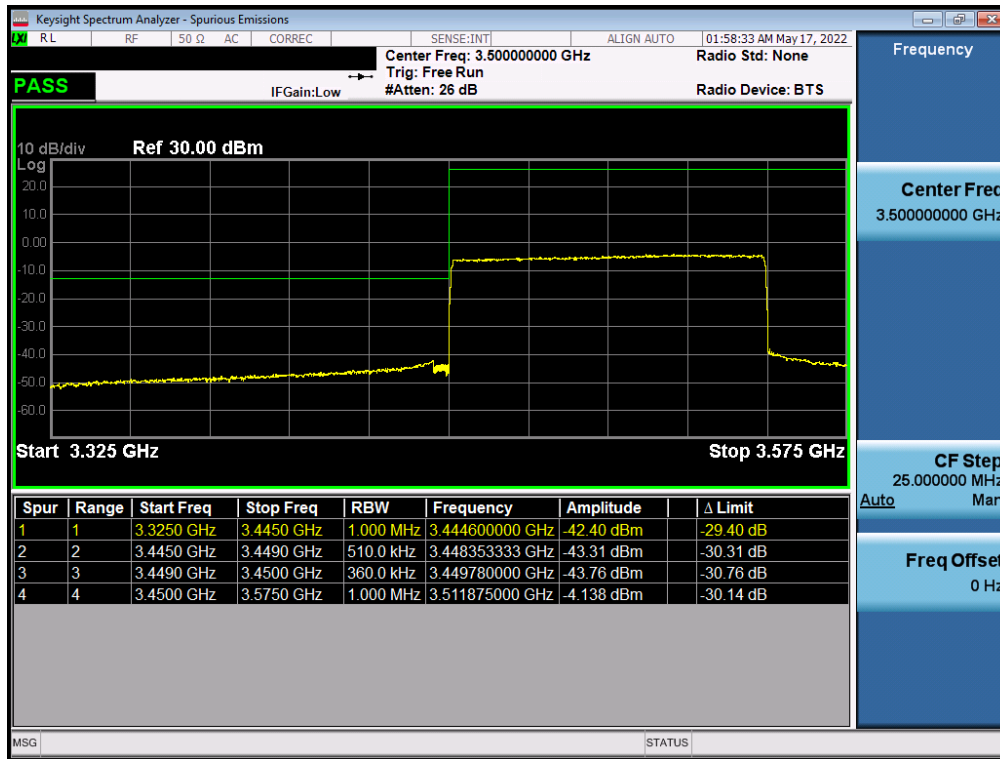 Keysight Spectrum Analyzer - Spurious Emissions
LXI RL RF 50 Ω AC CORREC SENSE:INT ALIGN AUTO 01:58:33 AM May 17, 2022
Center Freq: 3.500000000 GHz Radio Std: None
Trig: Free Run
PASS IFGain:Low #Atten: 26 dB Radio Device: BTS
10 dB/div Ref 30.00 dBm
Log
20.0
10.0
0.00
-10.0
-20.0
-30.0
-40.0
-50.0
-60.0
Start 3.325 GHz Stop 3.575 GHz
Spur Range Start Freq Stop Freq RBW Frequency Amplitude Δ Limit
1 1 3.3250 GHz 3.4450 GHz 1.000 MHz 3.444600000 GHz -42.40 dBm -29.40 dB
2 2 3.4450 GHz 3.4490 GHz 510.0 kHz 3.448353333 GHz -43.31 dBm -30.31 dB
3 3 3.4490 GHz 3.4500 GHz 360.0 kHz 3.449780000 GHz -43.76 dBm -30.76 dB
4 4 3.4500 GHz 3.5750 GHz 1.000 MHz 3.511875000 GHz -4.138 dBm -30.14 dB
MSG STATUS
Frequency
Center Freq
3.500000000 GHz
CF Step
25.000000 MHz
Auto Man
Freq Offset
0 Hz